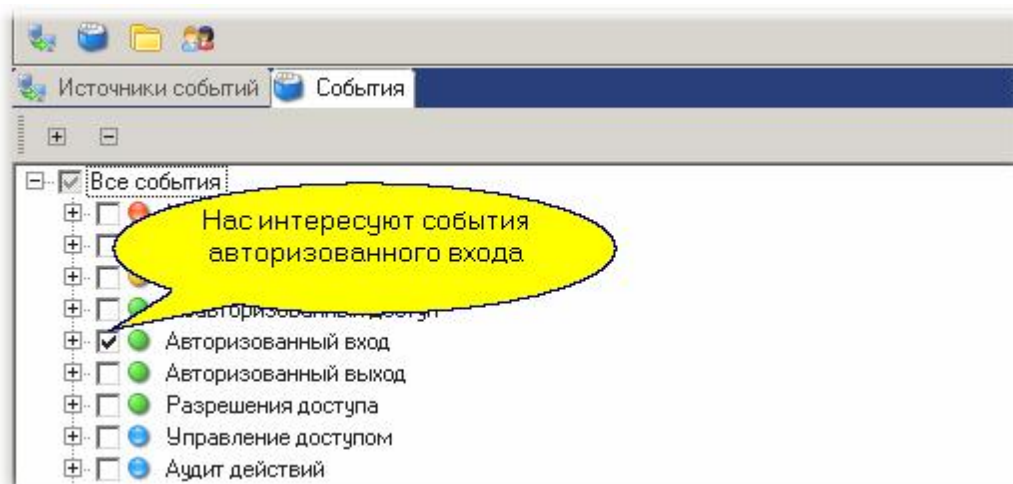 Источники событий События
Все события
Нас интересуют события
авторизованного входа
доступ
Авторизованный вход
Авторизованный выход
Разрешения доступа
Управление доступом
Аудит действий